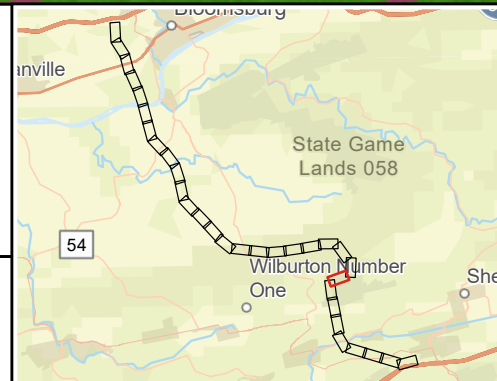 Bloomsburg
anville
State Game
Lands 058
54
Wilburton Number
One
She